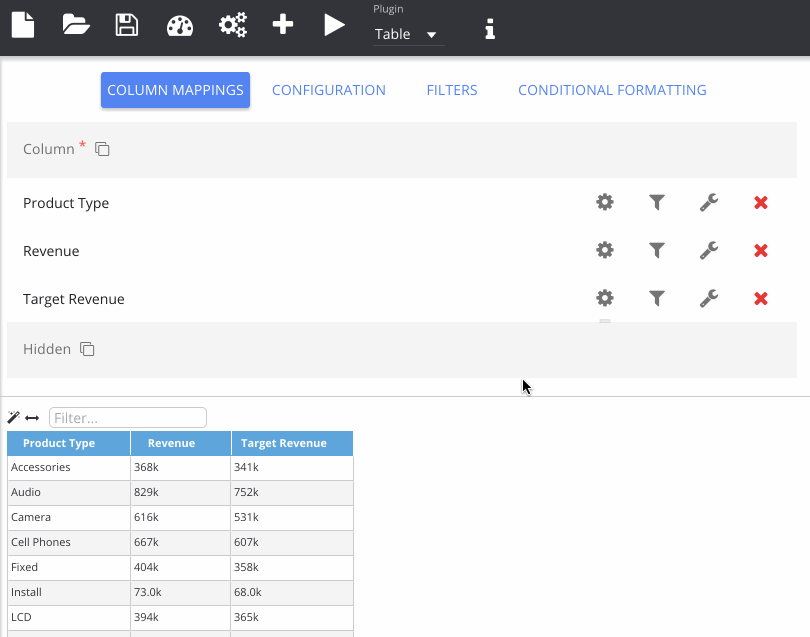 Plugin
Table
COLUMN MAPPINGS CONFIGURATION FILTERS CONDITIONAL FORMATTING
Column *
Product Type
Revenue
Target Revenue
Hidden
Filter...
Product Type Revenue Target Revenue
Accessories 368k 341k
Audio 829k 752k
Camera 616k 531k
Cell Phones 667k 607k
Fixed 404k 358k
Install 73.0k 68.0k
LCD 394k 365k